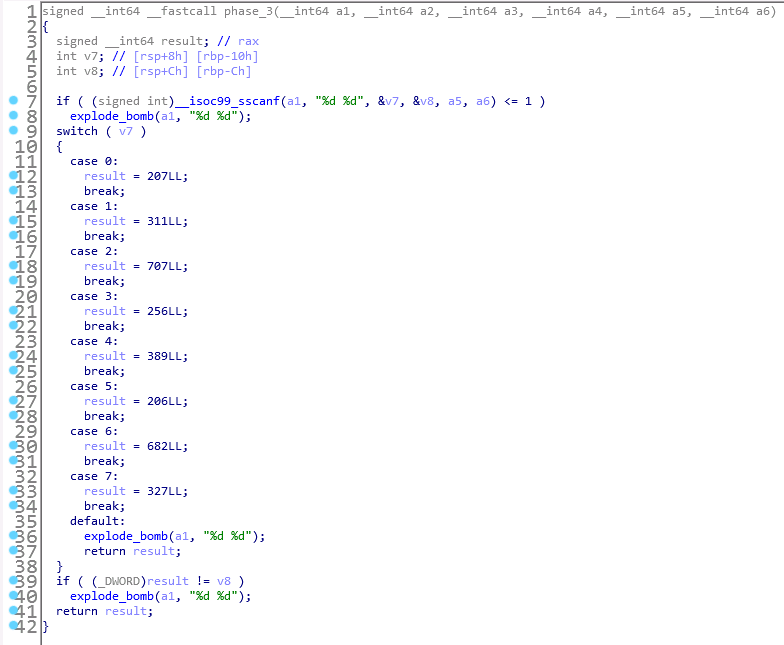 1 signed __int64 __fastcall phase_3(__int64 a1, __int64 a2, __int64 a3, __int64 a4, __int64 a5, __int64 a6)
2 {
3   signed __int64 result; // rax
4   int v7; // [rsp+8h] [rbp-10h]
5   int v8; // [rsp+Ch] [rbp-Ch]
6
7   if ( (signed int)__isoc99_sscanf(a1, "%d %d", &v7, &v8, a5, a6) <= 1 )
8     explode_bomb(a1, "%d %d");
9   switch ( v7 )
10   {
11     case 0:
12       result = 207LL;
13       break;
14     case 1:
15       result = 311LL;
16       break;
17     case 2:
18       result = 707LL;
19       break;
20     case 3:
21       result = 256LL;
22       break;
23     case 4:
24       result = 389LL;
25       break;
26     case 5:
27       result = 206LL;
28       break;
29     case 6:
30       result = 682LL;
31       break;
32     case 7:
33       result = 327LL;
34       break;
35     default:
36       explode_bomb(a1, "%d %d");
37       return result;
38   }
39   if ( (_DWORD)result != v8 )
40     explode_bomb(a1, "%d %d");
41   return result;
42 }